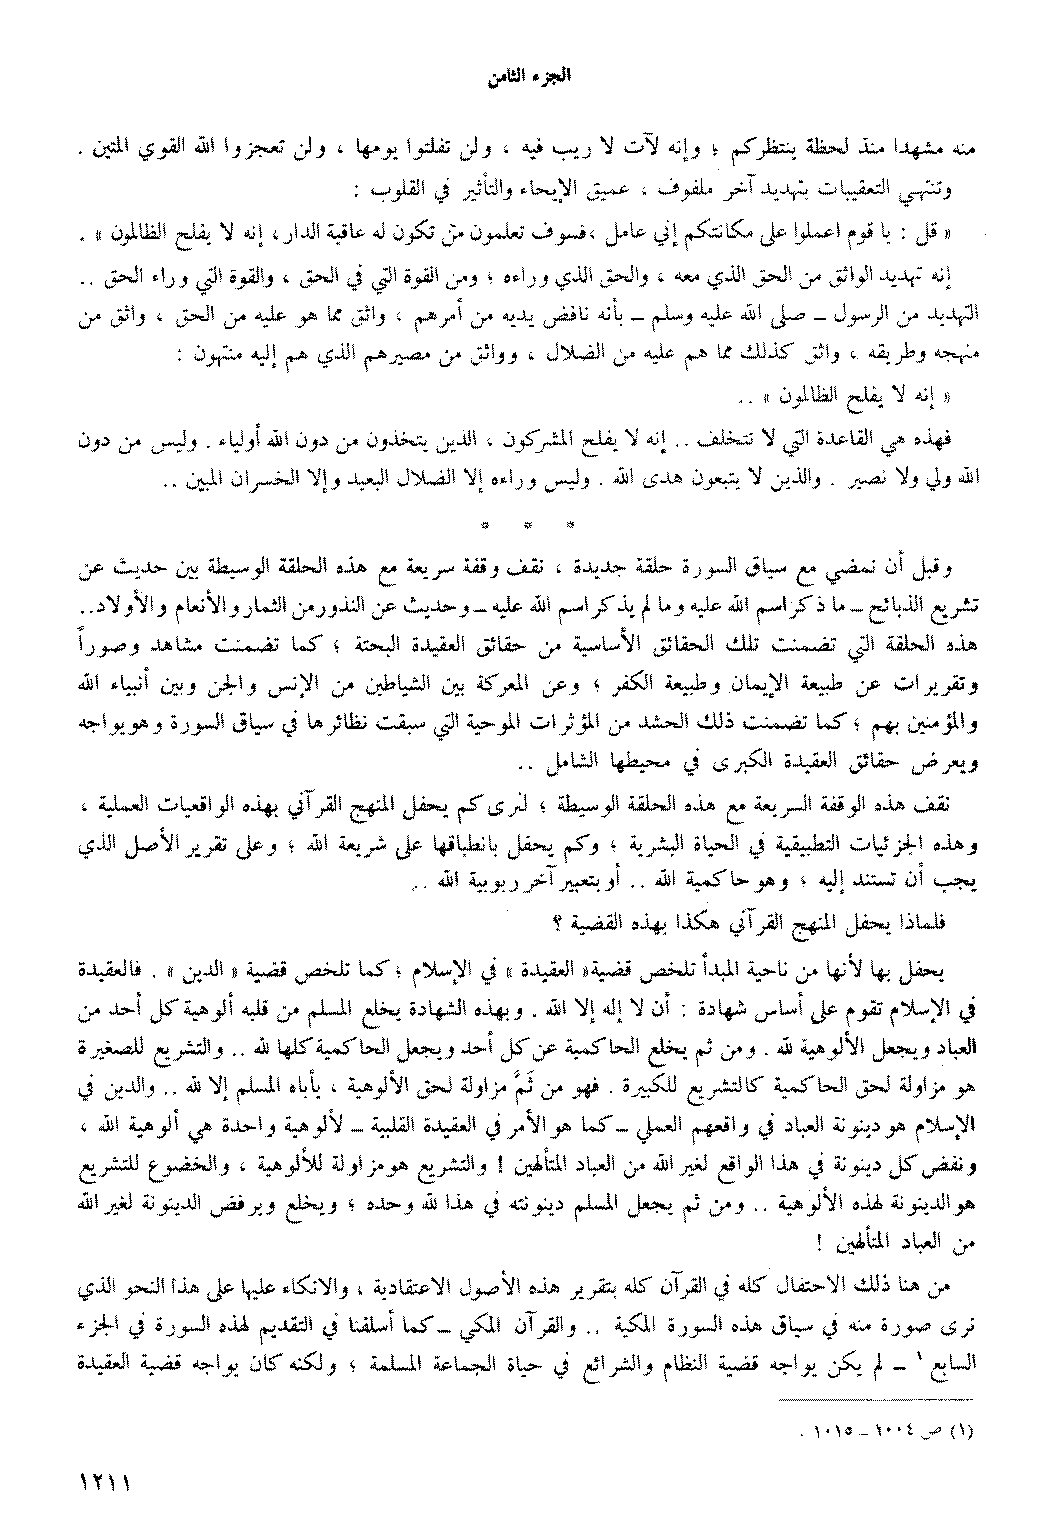 الجزء الثامن
منه مشهدا منذ لحظة ينتظركم ؛ وإنه لآت لا ريب فيه ، ولن تفلتوا يومها ، ولن تعجزوا الله القوي المتين .
وتنتهي التعقيبات بتهديد آخر ملفوف ، عميق الإيحاء والتأثير في القلوب :
« قل : يا قوم اعملوا على مكانتكم إني عامل ،فسوف تعلمون من تكون له عاقبة الدار، إنه لا يفلح الظالمون » .
إنه تهديد الواثق من الحق الذي معه ، والحق الذي وراءه ؛ ومن القوة التي في الحق ، والقوة التي وراء الحق ..
التهديد من الرسول – صلى الله عليه وسلم – بأنه نافض يديه من أمرهم ، واثق مما هو عليه من الحق ، واثق من
منهجه وطريقه ، واثق كذلك مما هم عليه من الضلال ، وواثق من مصيرهم الذي هم إليه منتهون :
« إنه لا يفلح الظالمون » ..
فهذه هي القاعدة التي لا تتخلف .. إنه لا يفلح المشركون ، الذين يتخذون من دون الله أولياء . وليس من دون
الله ولي ولا نصير . والذين لا يتبعون هدى الله . وليس وراءه إلا الضلال البعيد وإلا الخسران المبين ..
* * *
وقبل أن نمضي مع سياق السورة حلقة جديدة ، نقف وقفة سريعة مع هذه الحلقة الوسيطة بين حديث عن
تشريع الذبائح – ما ذكر اسم الله عليه وما لم يذكر اسم الله عليه – وحديث عن النذور من الثمار والأنعام والأولاد..
هذه الحلقة التي تضمنت تلك الحقائق الأساسية من حقائق العقيدة البحتة ؛ كما تضمنت مشاهد وصوراً
وتقريرات عن طبيعة الإيمان وطبيعة الكفر ؛ وعن المعركة بين الشياطين من الإنس والجن وبين أنبياء الله
والمؤمنين بهم ؛ كما تضمنت ذلك الحشد من المؤثرات الموحية التي سبقت نظائرها في سياق السورة وهو يواجه
ويعرض حقائق العقيدة الكبرى في محيطها الشامل ..
نقف هذه الوقفة السريعة مع هذه الحلقة الوسيطة ؛ لنرى كم يحفل المنهج القرآني بهذه الواقعيات العملية ،
وهذه الجزئيات التطبيقية في الحياة البشرية ؛ وكم يحفل بانطباقها على شريعة الله ؛ وعلى تقرير الأصل الذي
يجب أن تستند إليه ؛ وهو حاكمية الله .. أو بتعبير آخر ربوبية الله ..
فلماذا يحفل المنهج القرآني هكذا بهذه القضية ؟
يحفل بها لأنها من ناحية المبدأ تلخص قضية« العقيدة » في الإسلام ؛ كما تلخص قضية « الدين » . فالعقيدة
في الإسلام تقوم على أساس شهادة : أن لا إله إلا الله . وبهذه الشهادة يخلع المسلم من قلبه ألوهية كل أحد من
العباد ويجعل الألوهية لله . ومن ثم يخلع الحاكمية عن كل أحد ويجعل الحاكمية كلها لله .. والتشريع للصغيرة
هو مزاولة لحق الحاكمية كالتشريع للكبيرة . فهو من ثَمَّ مزاولة لحق الألوهية ، يأباه المسلم إلا لله .. والدين في
الإسلام هو دينونة العباد في واقعهم العملي – كما هو الأمر في العقيدة القلبية – لألوهية واحدة هي ألوهية الله ،
ونفض كل دينونة في هذا الواقع لغير الله من العباد المتألهين ! والتشريع هو مزاولة للألوهية ، والخضوع للتشريع
هو الدينونة لهذه الألوهية .. ومن ثم يجعل المسلم دينونته في هذا لله وحده ؛ ويخلع ويرفض الدينونة لغير الله
من العباد المتألهين !
من هنا ذلك الاحتفال كله في القرآن كله بتقرير هذه الأصول الاعتقادية ، والاتكاء عليها على هذا النحو الذي
نرى صورة منه في سياق هذه السورة المكية .. والقرآن المكي – كما أسلفنا في التقديم لهذه السورة في الجزء
السابع ١ – لم يكن يواجه قضية النظام والشرائع في حياة الجماعة المسلمة ؛ ولكنه كان يواجه قضية العقيدة
(١) ص ١٠٠٤ – ١٠١٥ .
١٢١١